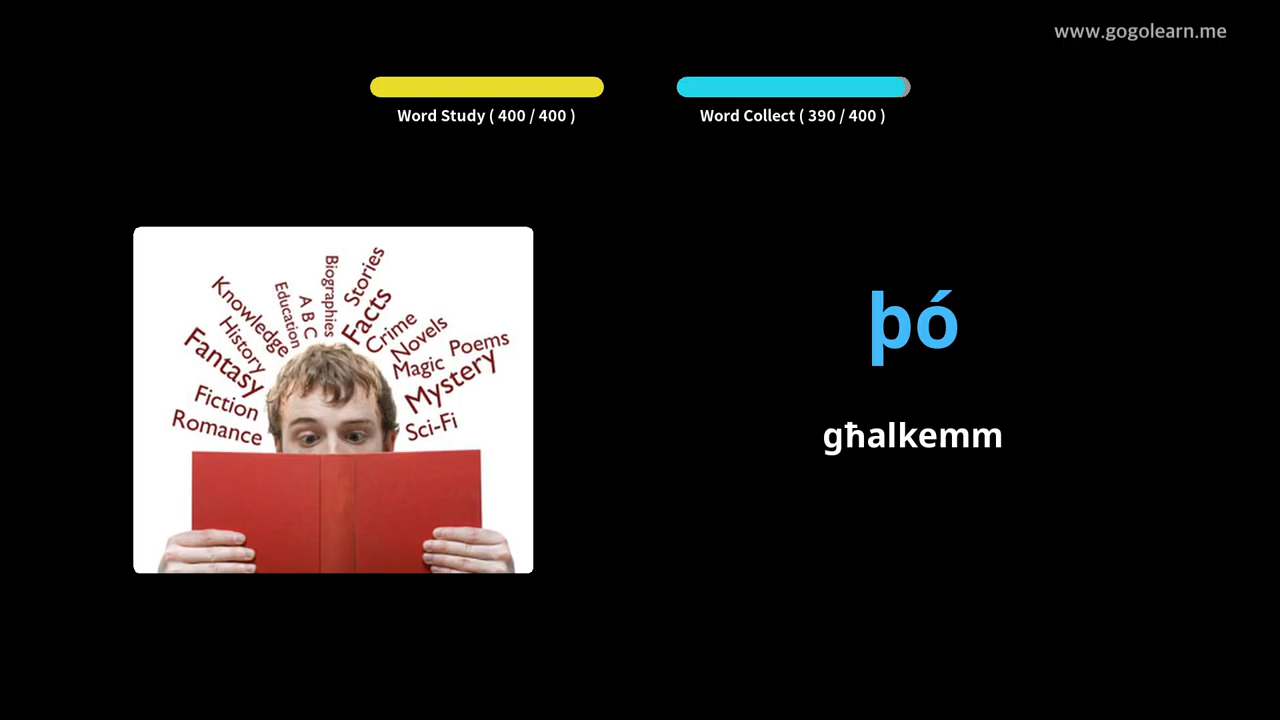 www.gogolearn.me
Word Study ( 400 / 400 )
Word Collect ( 390 / 400 )
Biographies
Stories
Education
A B C
Facts
Knowledge
Crime
History
Novels
Fantasy
Magic
Poems
Mystery
Fiction
Romance
Sci-Fi
þó
għalkemm